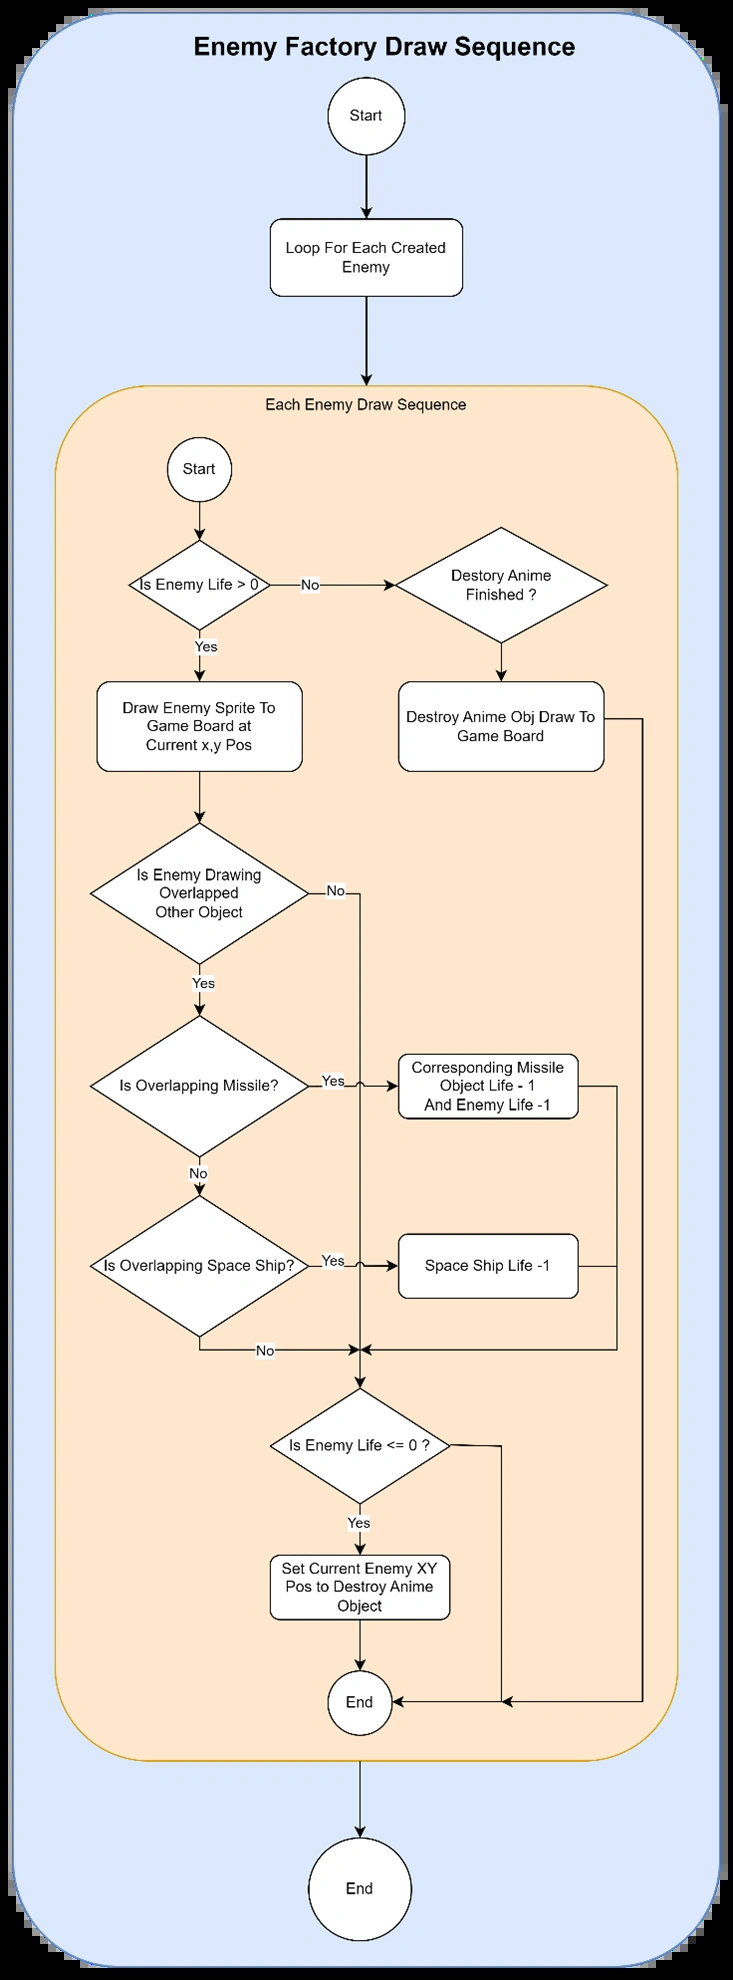 Enemy Factory Draw Sequence
Start
Loop For Each Created
Enemy
Each Enemy Draw Sequence
Start
Is Enemy Life > 0
No
Destory Anime
Finished ?
Yes
Draw Enemy Sprite To
Game Board at
Current x,y Pos
Destroy Anime Obj Draw To
Game Board
Is Enemy Drawing
Overlapped
Other Object
No
Yes
Is Overlapping Missile?
Yes
Corresponding Missile
Object Life - 1
And Enemy Life -1
No
Is Overlapping Space Ship?
Yes
Space Ship Life -1
No
Is Enemy Life <= 0 ?
Yes
Set Current Enemy XY
Pos to Destroy Anime
Object
End
End